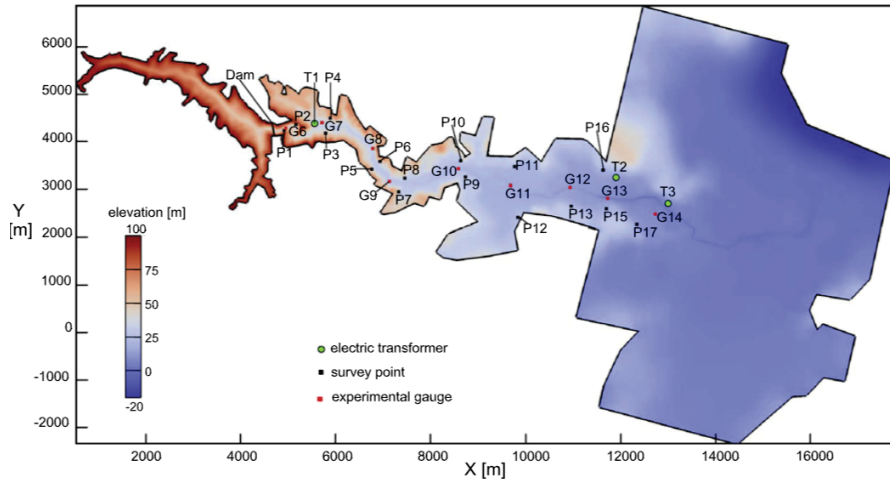 6000
5000
4000
3000
2000
1000
0
-1000
-2000
Y
[m]
Dam
T1
P4
P2
G6
G7
P1
P3
G8
P6
P5
P8
G9
P7
P10
G10
P9
P11
G11
P12
G12
P13
P16
T2
G13
P15
T3
G14
P17
elevation [m]
100
75
50
25
0
-20
electric transformer
survey point
experimental gauge
2000 4000 6000 8000 10000 12000 14000 16000
X [m]